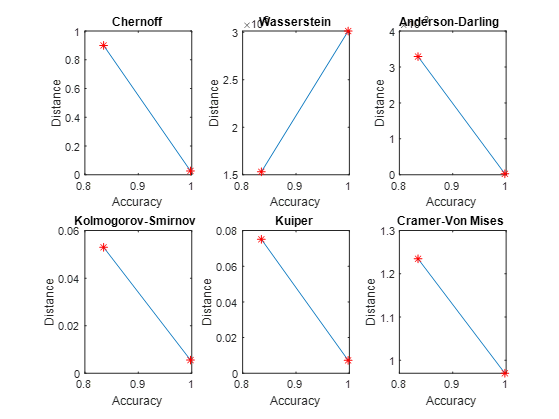 Chernoff
Wasserstein
Anderson-Darling
1
0.8
0.6
0.4
0.2
0
Distance
0.8 0.9 1
Accuracy
3
2.5
2
1.5
Distance
0.8 0.9 1
Accuracy
4
3
2
1
0
Distance
0.8 0.9 1
Accuracy
Kolmogorov-Smirnov
Kuiper
Cramer-Von Mises
0.06
0.04
0.02
0
Distance
0.8 0.9 1
Accuracy
0.08
0.06
0.04
0.02
0
Distance
0.8 0.9 1
Accuracy
1.3
1.2
1.1
1
Distance
0.8 0.9 1
Accuracy